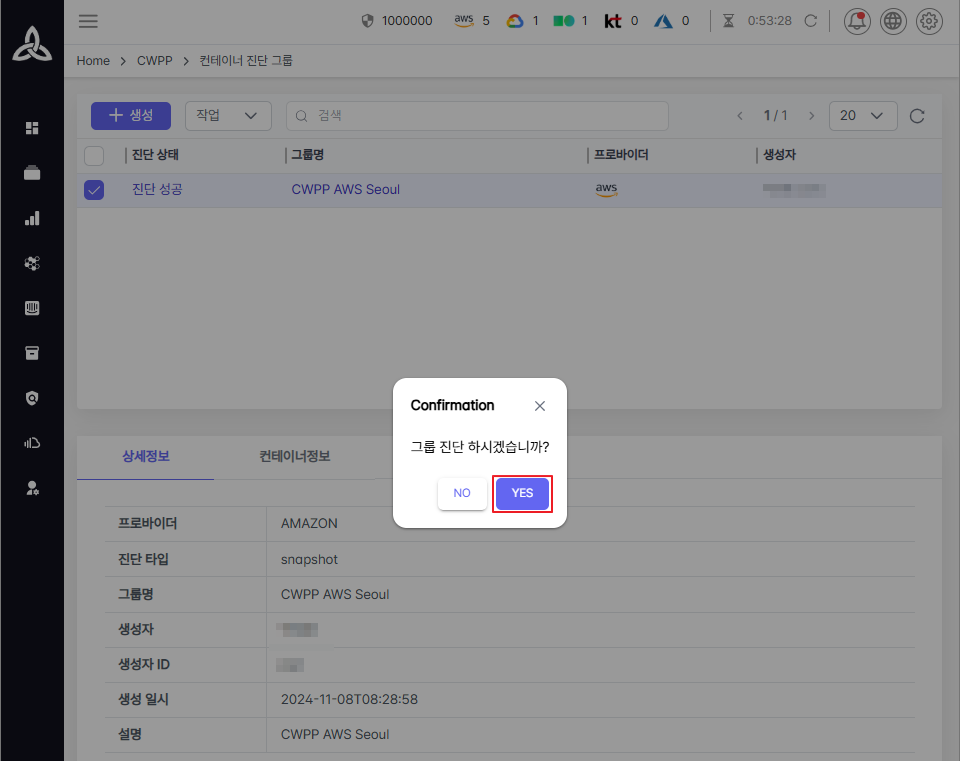 1000000 aws 5 1 1 kt 0 0 0:53:28
Home > CWPP > 컨테이너 진단 그룹
+ 생성 작업 검색 < 1 / 1 > 20
진단 상태 그룹명 프로바이더 생성자
진단 성공 CWPP AWS Seoul aws
Confirmation
그룹 진단 하시겠습니까?
NO YES
상세정보 컨테이너정보
프로바이더 AMAZON
진단 타입 snapshot
그룹명 CWPP AWS Seoul
생성자
생성자 ID
생성 일시 2024-11-08T08:28:58
설명 CWPP AWS Seoul